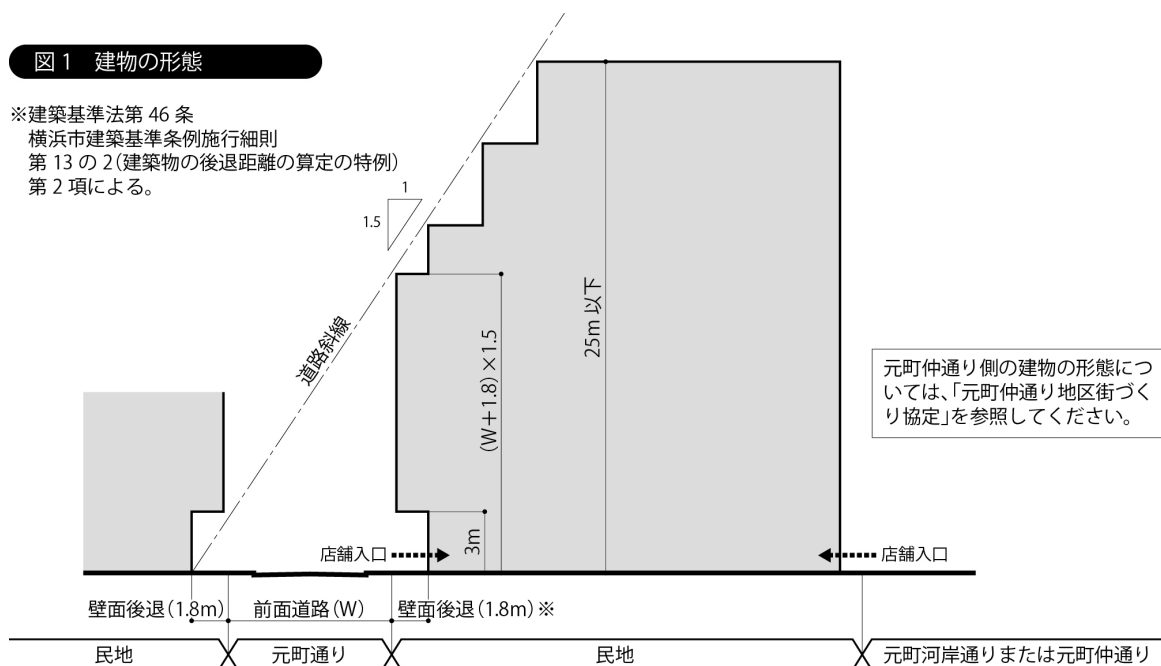 図1 建物の形態
※建築基準法第 46 条
横浜市建築基準条例施行細則
第 13 の 2(建築物の後退距離の算定の特例)
第 2 項による。
1
1.5
道路斜線
(W+1.8)×1.5
25m 以下
3m
元町仲通り側の建物の形態につ
いては、「元町仲通り地区街づく
り協定」を参照してください。
店舗入口
店舗入口
壁面後退(1.8m)
前面道路(W)
壁面後退(1.8m)※
民地
元町通り
民地
元町河岸通りまたは元町仲通り